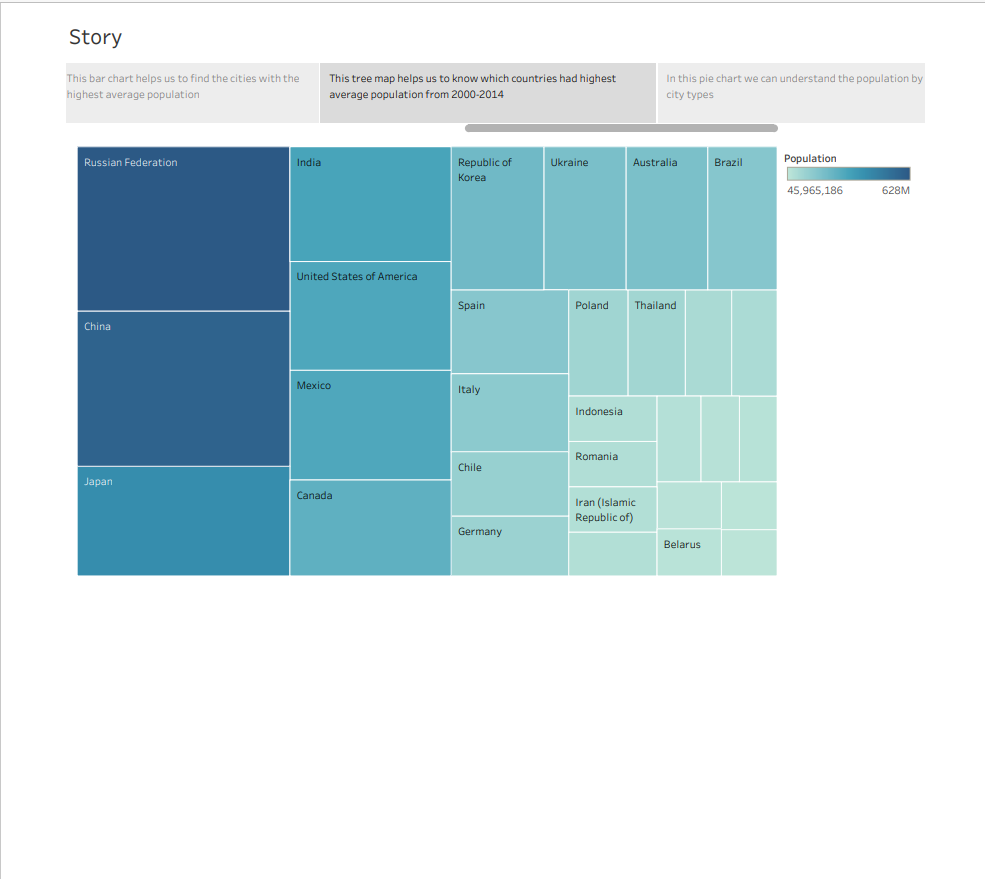 Story
This bar chart helps us to find the cities with the
highest average population
This tree map helps us to know which countries had highest
average population from 2000-2014
In this pie chart we can understand the population by
city types
Russian Federation
India
Republic of
Korea
Ukraine
Australia
Brazil
Population
45,965,186
628M
United States of America
Spain
Poland
Thailand
China
Mexico
Italy
Indonesia
Romania
Chile
Japan
Canada
Iran (Islamic
Republic of)
Germany
Belarus